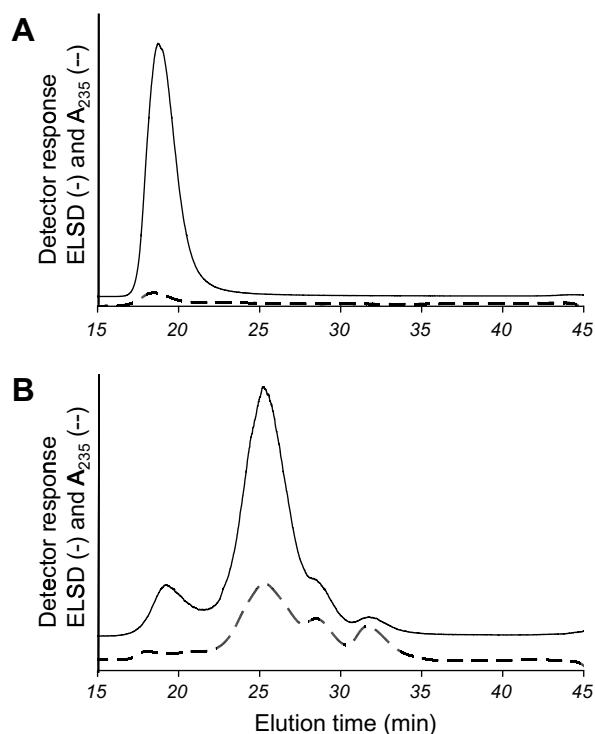 A
Detector response
ELSD (-) and A235 (--)
15 20 25 30 35 40 45
B
Detector response
ELSD (-) and A235 (--)
15 20 25 30 35 40 45
Elution time (min)